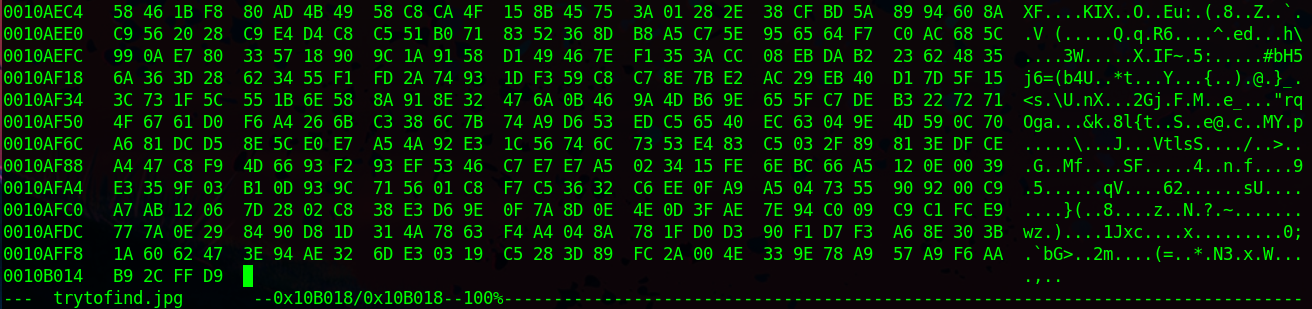 0010AEC4   58 46 1B F8  80 AD 4B 49  58 C8 CA 4F  15 8B 45 75  3A 01 28 2E  38 CF BD 5A  89 94 60 8A  XF....KIX..O..Eu:.(.8..Z..`.
0010AEE0   C9 56 20 28  C9 E4 D4 C8  C5 51 B0 71  83 52 36 8D  B8 A5 C7 5E  95 65 64 F7  C0 AC 68 5C  .V (.....Q.q.R6....^.ed...h\
0010AEFC   99 0A E7 80  33 57 18 90  9C 1A 91 58  D1 49 46 7E  F1 35 3A CC  08 EB DA B2  23 62 48 35  ....3W.....X.IF~.5:.....#bH5
0010AF18   6A 36 3D 28  62 34 55 F1  FD 2A 74 93  1D F3 59 C8  C7 8E 7B E2  AC 29 EB 40  D1 7D 5F 15  j6=(b4U..*t...Y...{..).@.}_.
0010AF34   3C 73 1F 5C  55 1B 6E 58  8A 91 8E 32  47 6A 0B 46  9A 4D B6 9E  65 5F C7 DE  B3 22 72 71  <s.\U.nX...2Gj.F.M..e_..."rq
0010AF50   4F 67 61 D0  F6 A4 26 6B  C3 38 6C 7B  74 A9 D6 53  ED C5 65 40  EC 63 04 9E  4D 59 0C 70  Oga...&k.8l{t..S..e@.c..MY.p
0010AF6C   A6 81 DC D5  8E 5C E0 E7  A5 4A 92 E3  1C 56 74 6C  73 53 E4 83  C5 03 2F 89  81 3E DF CE  .....\...J...VtlsS..../..>..
0010AF88   A4 47 C8 F9  4D 66 93 F2  93 EF 53 46  C7 E7 E7 A5  02 34 15 FE  6E BC 66 A5  12 0E 00 39  .G..Mf....SF.....4..n.f....9
0010AFA4   E3 35 9F 03  B1 0D 93 9C  71 56 01 C8  F7 C5 36 32  C6 EE 0F A9  A5 04 73 55  90 92 00 C9  .5......qV....62......sU....
0010AFC0   A7 AB 12 06  7D 28 02 C8  38 E3 D6 9E  0F 7A 8D 0E  4E 0D 3F AE  7E 94 C0 09  C9 C1 FC E9  ....}(..8....z..N.?.~.......
0010AFDC   77 7A 0E 29  84 90 D8 1D  31 4A 78 63  F4 A4 04 8A  78 1F D0 D3  90 F1 D7 F3  A6 8E 30 3B  wz.)....1Jxc....x.........0;
0010AFF8   1A 60 62 47  3E 94 AE 32  6D E3 03 19  C5 28 3D 89  FC 2A 00 4E  33 9E 78 A9  57 A9 F6 AA  .`bG>..2m....(=..*.N3.x.W...
0010B014   B9 2C FF D9  .,..
---  trytofind.jpg       --0x10B018/0x10B018--100%--------------------------------------------------------------------------------